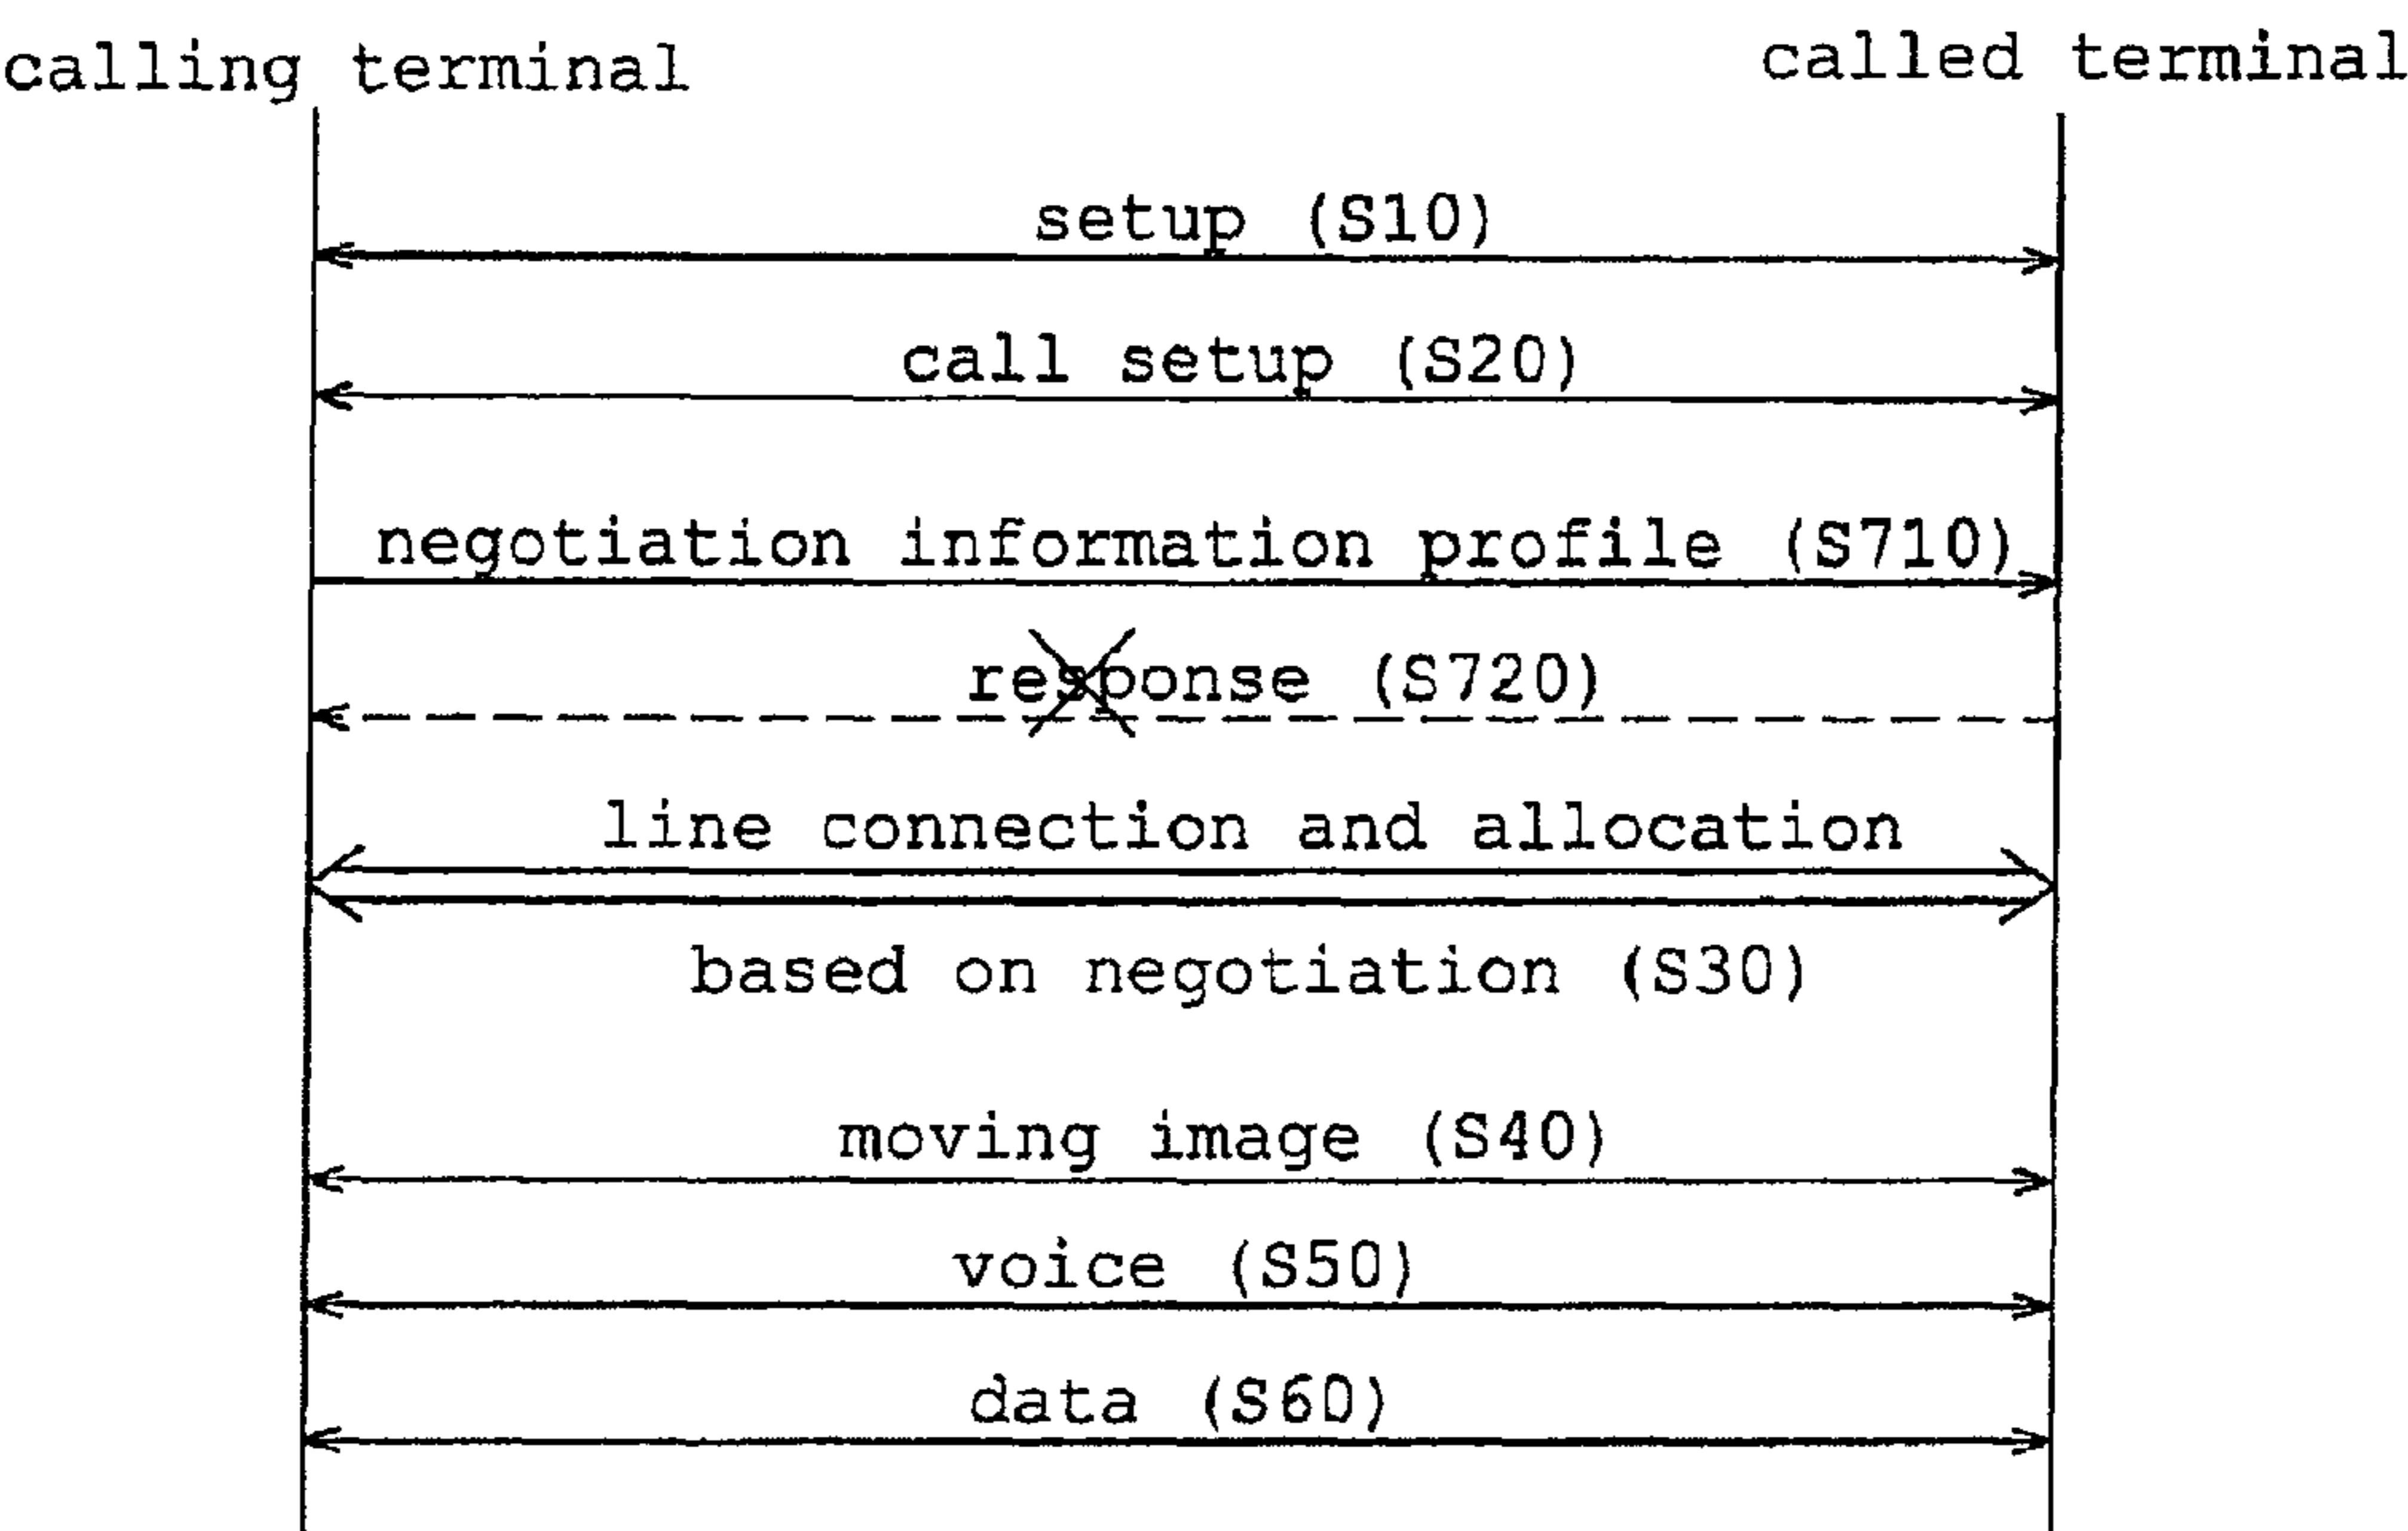 calling terminal
called terminal
setup (S10)
call setup (S20)
negotiation information profile (S710)
response (S720)
line connection and allocation
based on negotiation (S30)
moving image (S40)
voice (S50)
data (S60)